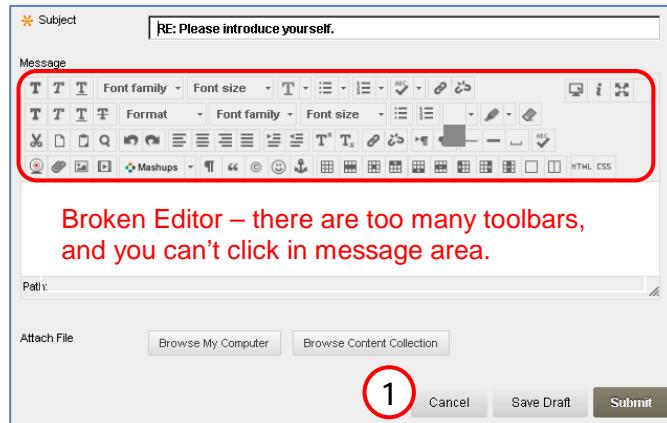 Subject
RE: Please introduce yourself.
Message
T T T Font family Font size T ABC
T T T T Format Font family Font size
T T ¶ ABC
Mashups ¶ “ © HTML CSS
Broken Editor – there are too many toolbars,
and you can’t click in message area.
Path:
Attach File Browse My Computer Browse Content Collection
1 Cancel Save Draft Submit